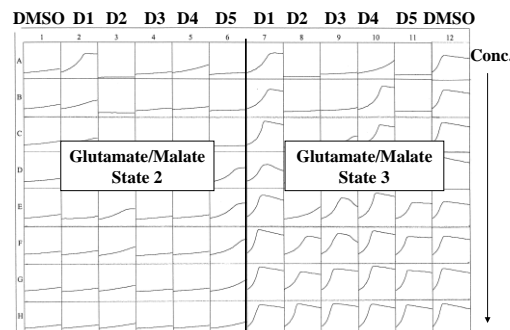 DMSO D1 D2 D3 D4 D5 D1 D2 D3 D4 D5 DMSO
1 2 3 4 5 6 7 8 9 10 11 12
Conc.
A
B
C
D
E
F
G
H
Glutamate/Malate
State 2
Glutamate/Malate
State 3